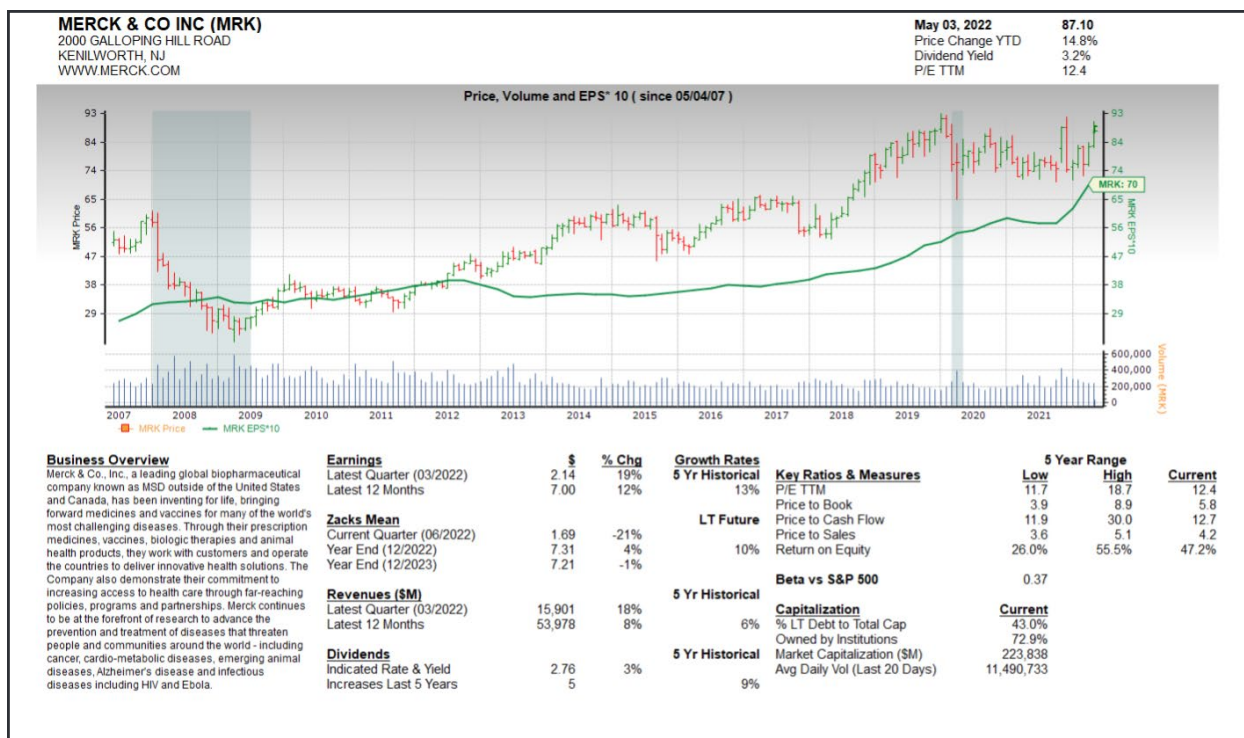 MERCK & CO INC (MRK)
2000 GALLOPING HILL ROAD
KENILWORTH, NJ
WWW.MERCK.COM
May 03, 2022 87.10
Price Change YTD 14.8%
Dividend Yield 3.2%
P/E TTM 12.4
Price, Volume and EPS* 10 ( since 05/04/07 )
93 93
84 84
74 74
MRK: 70
65 65
56 56
47 47
38 38
29 29
MRK Price
MRK EPS*10
600,000
400,000
200,000
0
Volume (MRK)
2007 2008 2009 2010 2011 2012 2013 2014 2015 2016 2017 2018 2019 2020 2021
MRK Price MRK EPS*10
Business Overview
Merck & Co., Inc., a leading global biopharmaceutical
company known as MSD outside of the United States
and Canada, has been inventing for life, bringing
forward medicines and vaccines for many of the world's
most challenging diseases. Through their prescription
medicines, vaccines, biologic therapies and animal
health products, they work with customers and operate
the countries to deliver innovative health solutions. The
Company also demonstrate their commitment to
increasing access to health care through far-reaching
policies, programs and partnerships. Merck continues
to be at the forefront of research to advance the
prevention and treatment of diseases that threaten
people and communities around the world - including
cancer, cardio-metabolic diseases, emerging animal
diseases, Alzheimer's disease and infectious
diseases including HIV and Ebola.
Earnings $ % Chg Growth Rates
Latest Quarter (03/2022) 2.14 19% 5 Yr Historical
Latest 12 Months 7.00 12% 13%
Zacks Mean LT Future
Current Quarter (06/2022) 1.69 -21%
Year End (12/2022) 7.31 4% 10%
Year End (12/2023) 7.21 -1%
Revenues ($M) 5 Yr Historical
Latest Quarter (03/2022) 15,901 18%
Latest 12 Months 53,978 8% 6%
Dividends 5 Yr Historical
Indicated Rate & Yield 2.76 3%
Increases Last 5 Years 5 9%
5 Year Range
Key Ratios & Measures Low High Current
P/E TTM 11.7 18.7 12.4
Price to Book 3.9 8.9 5.8
Price to Cash Flow 11.9 30.0 12.7
Price to Sales 3.6 5.1 4.2
Return on Equity 26.0% 55.5% 47.2%
Beta vs S&P 500 0.37
Capitalization Current
% LT Debt to Total Cap 43.0%
Owned by Institutions 72.9%
Market Capitalization ($M) 223,838
Avg Daily Vol (Last 20 Days) 11,490,733